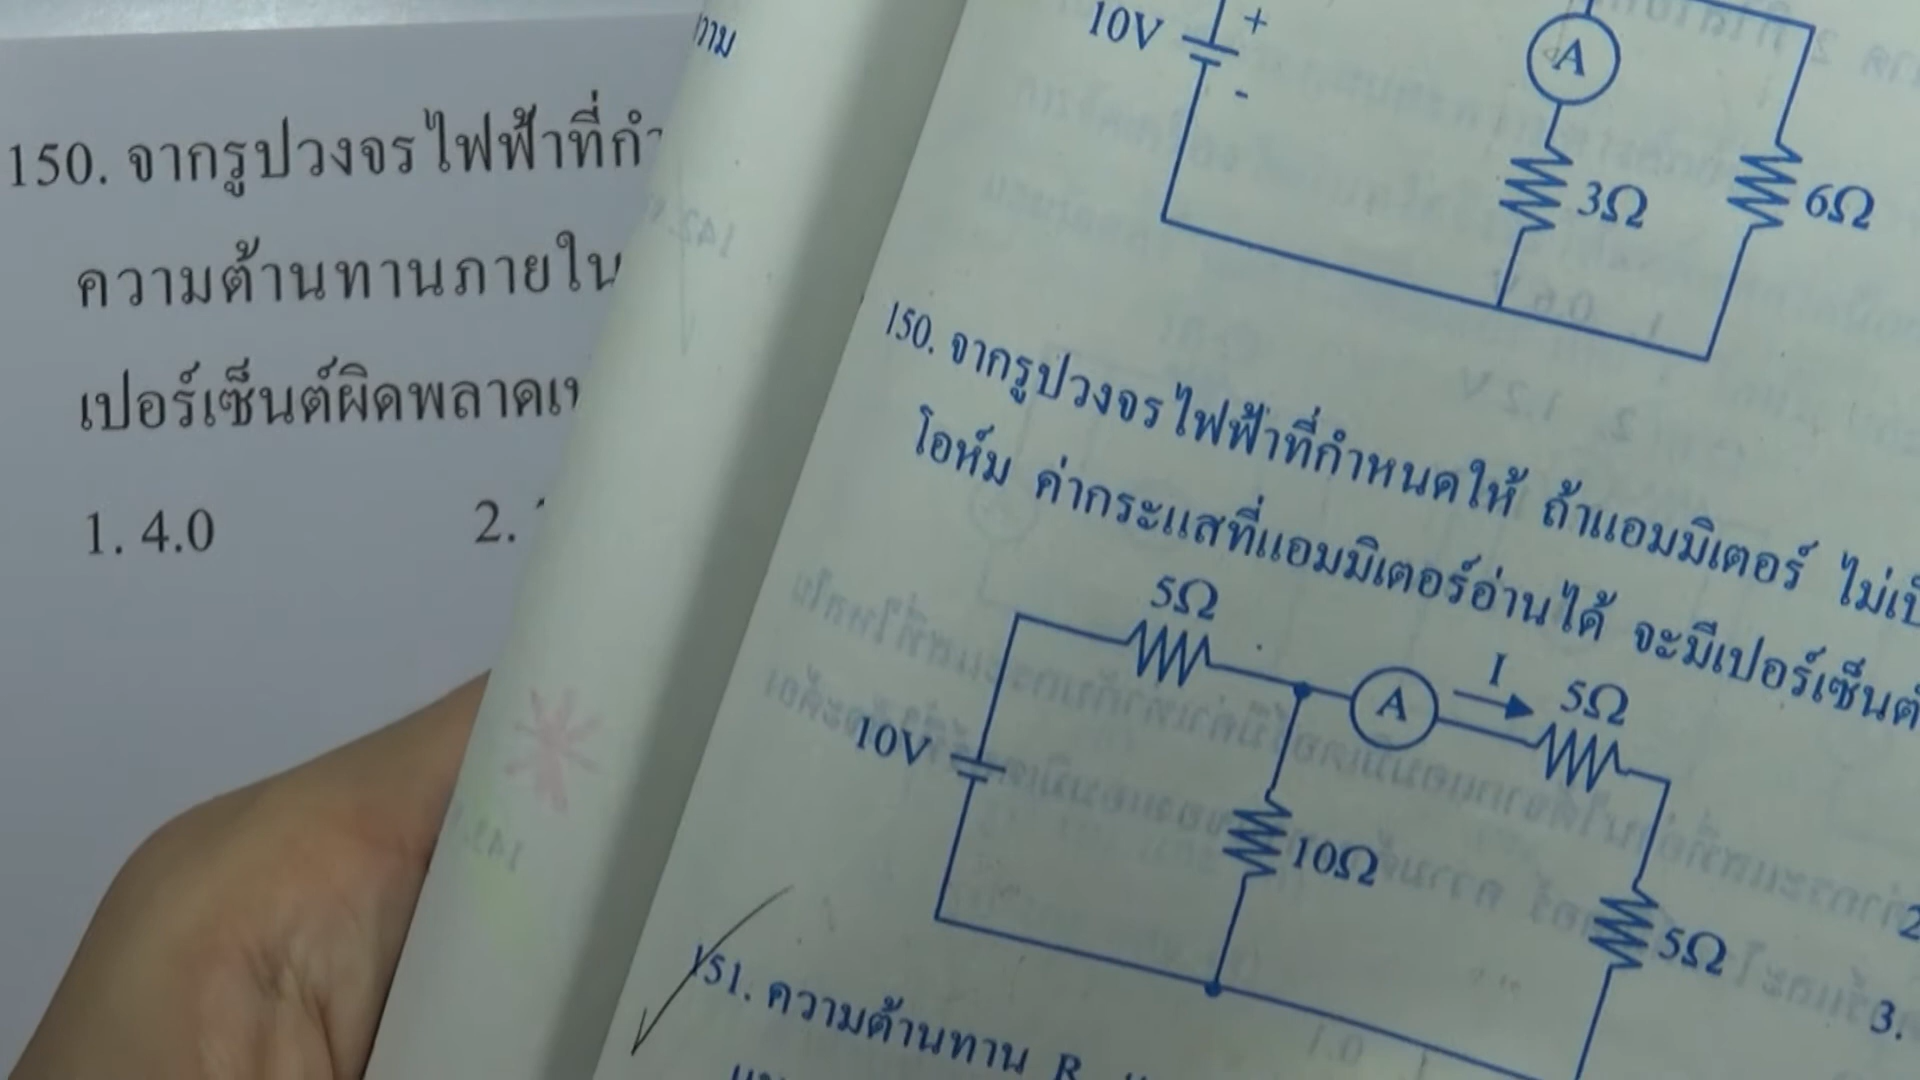 150. จากรูปวงจรไฟฟ้าที่กำ
ความต้านทานภายใน
เปอร์เซ็นต์ผิดพลาดเท
1. 4.0
2.
10V
+
-
A
3Ω
6Ω
150. จากรูปวงจรไฟฟ้าที่กำหนดให้ ถ้าแอมมิเตอร์ ไม่เป็
โอห์ม ค่ากระแสที่แอมมิเตอร์อ่านได้ จะมีเปอร์เซ็นต์
5Ω
A
I
5Ω
10V
10Ω
5Ω
2
3.
151. ความต้านทาน R